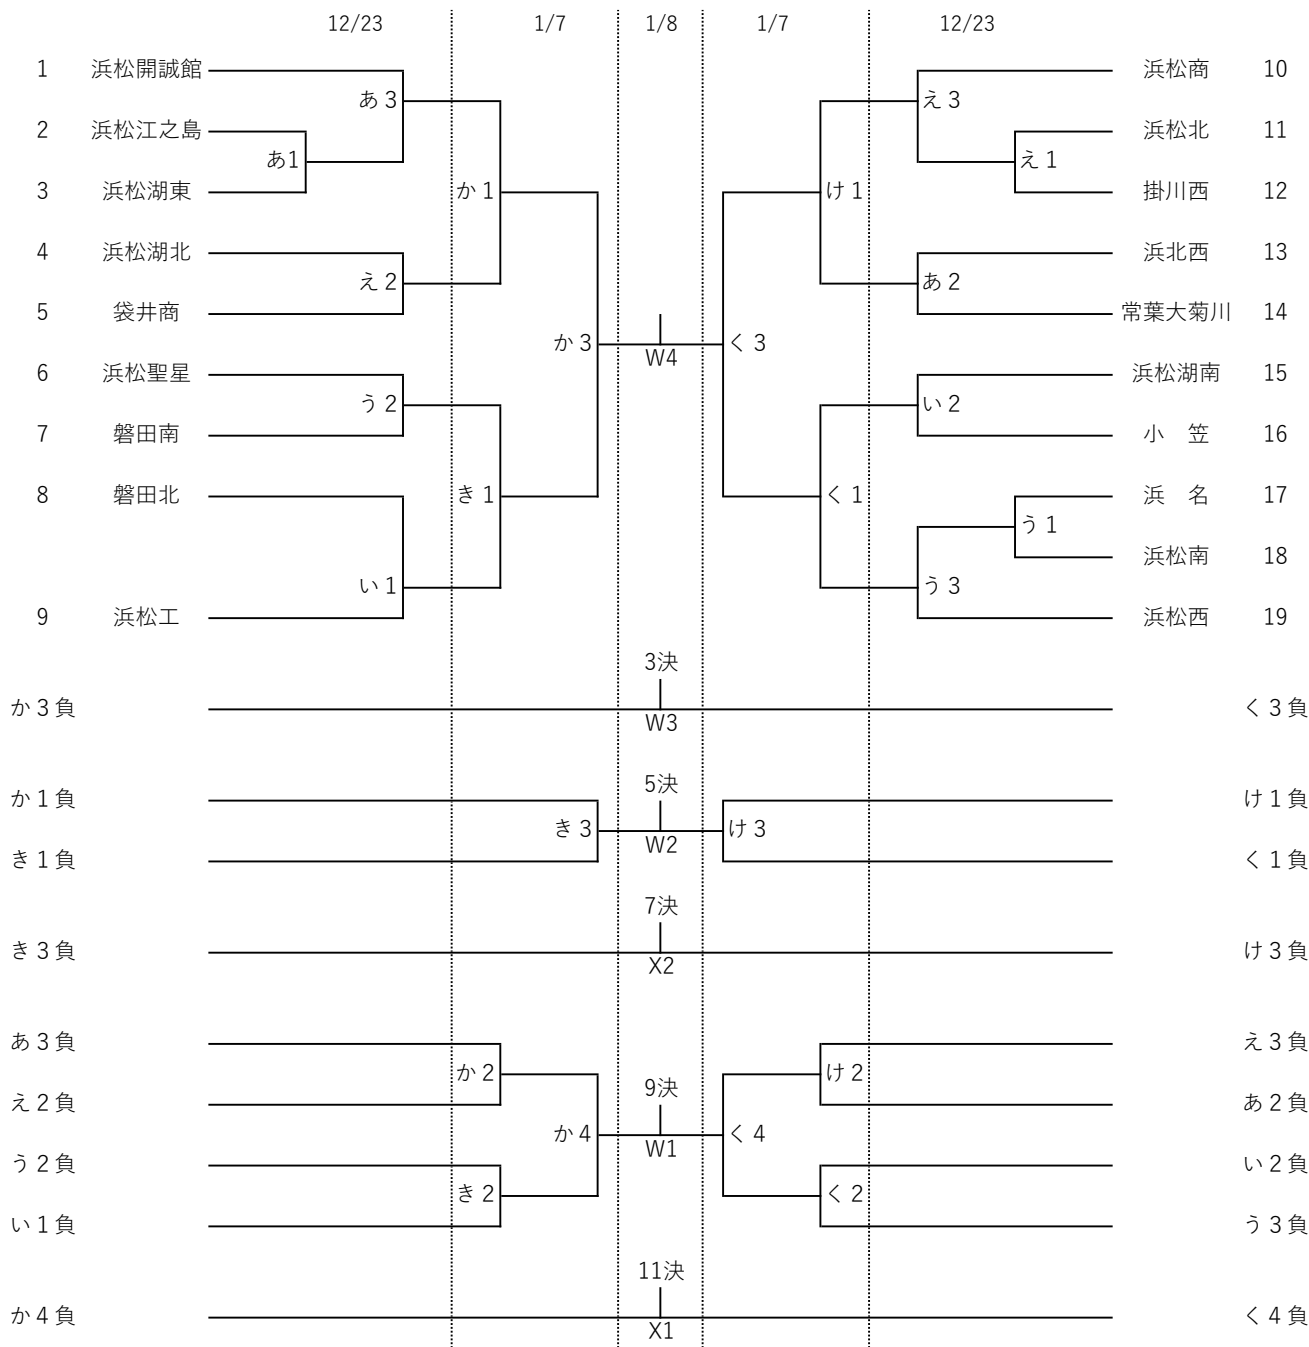 12/23 1/7 1/8 1/7 12/23
1 浜松開誠館 浜松商 10
あ３ え３
2 浜松江之島 浜松北 11
あ1 え１
3 浜松湖東 か１ け１ 掛川西 12
4 浜松湖北 浜北西 13
え２ あ２
5 袋井商 常葉大菊川 14
か３ W4 く３
6 浜松聖星 浜松湖南 15
う２ い２
7 磐田南 小　笠 16
8 磐田北 き１ く１ 浜　名 17
う１
浜松南 18
い１ う３
9 浜松工 浜松西 19
3決
か３負 W3 く３負
5決
か１負 け１負
き３ W2 け３
き１負 く１負
7決
き３負 X2 け３負
あ３負 え３負
か２ け２
9決
え２負 あ２負
か４ W1 く４
う２負 い２負
き２ く２
い１負 う３負
11決
か４負 X1 く４負